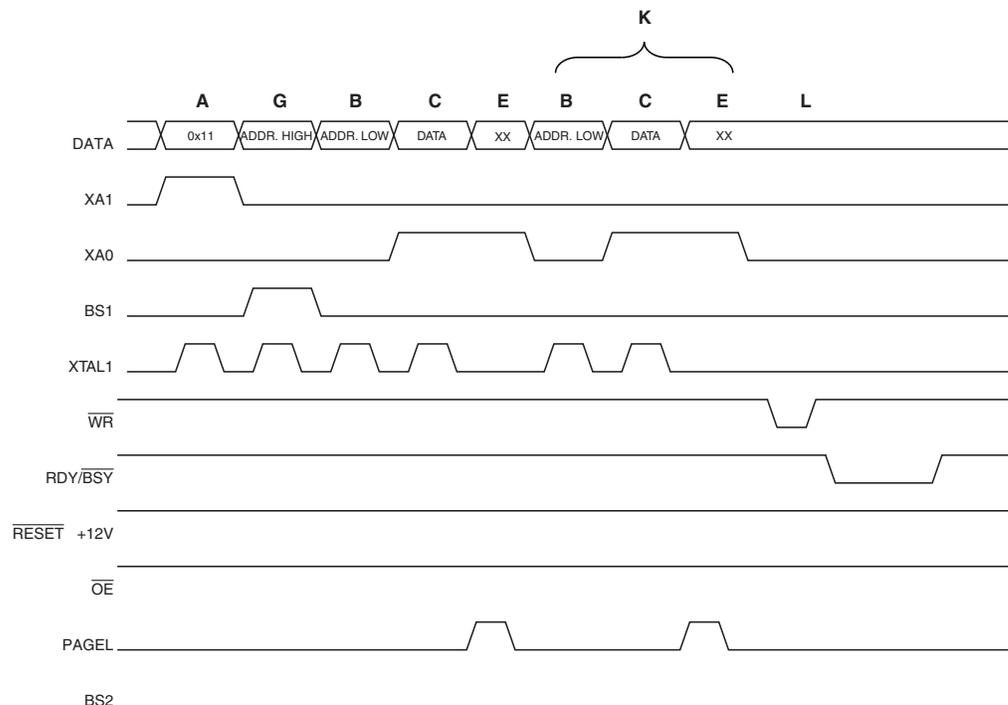 K
A G B C E B C E L
DATA 0x11 ADDR. HIGH ADDR. LOW DATA XX ADDR. LOW DATA XX
XA1
XA0
BS1
XTAL1
WR
RDY/BSY
RESET +12V
OE
PAGEL
BS2